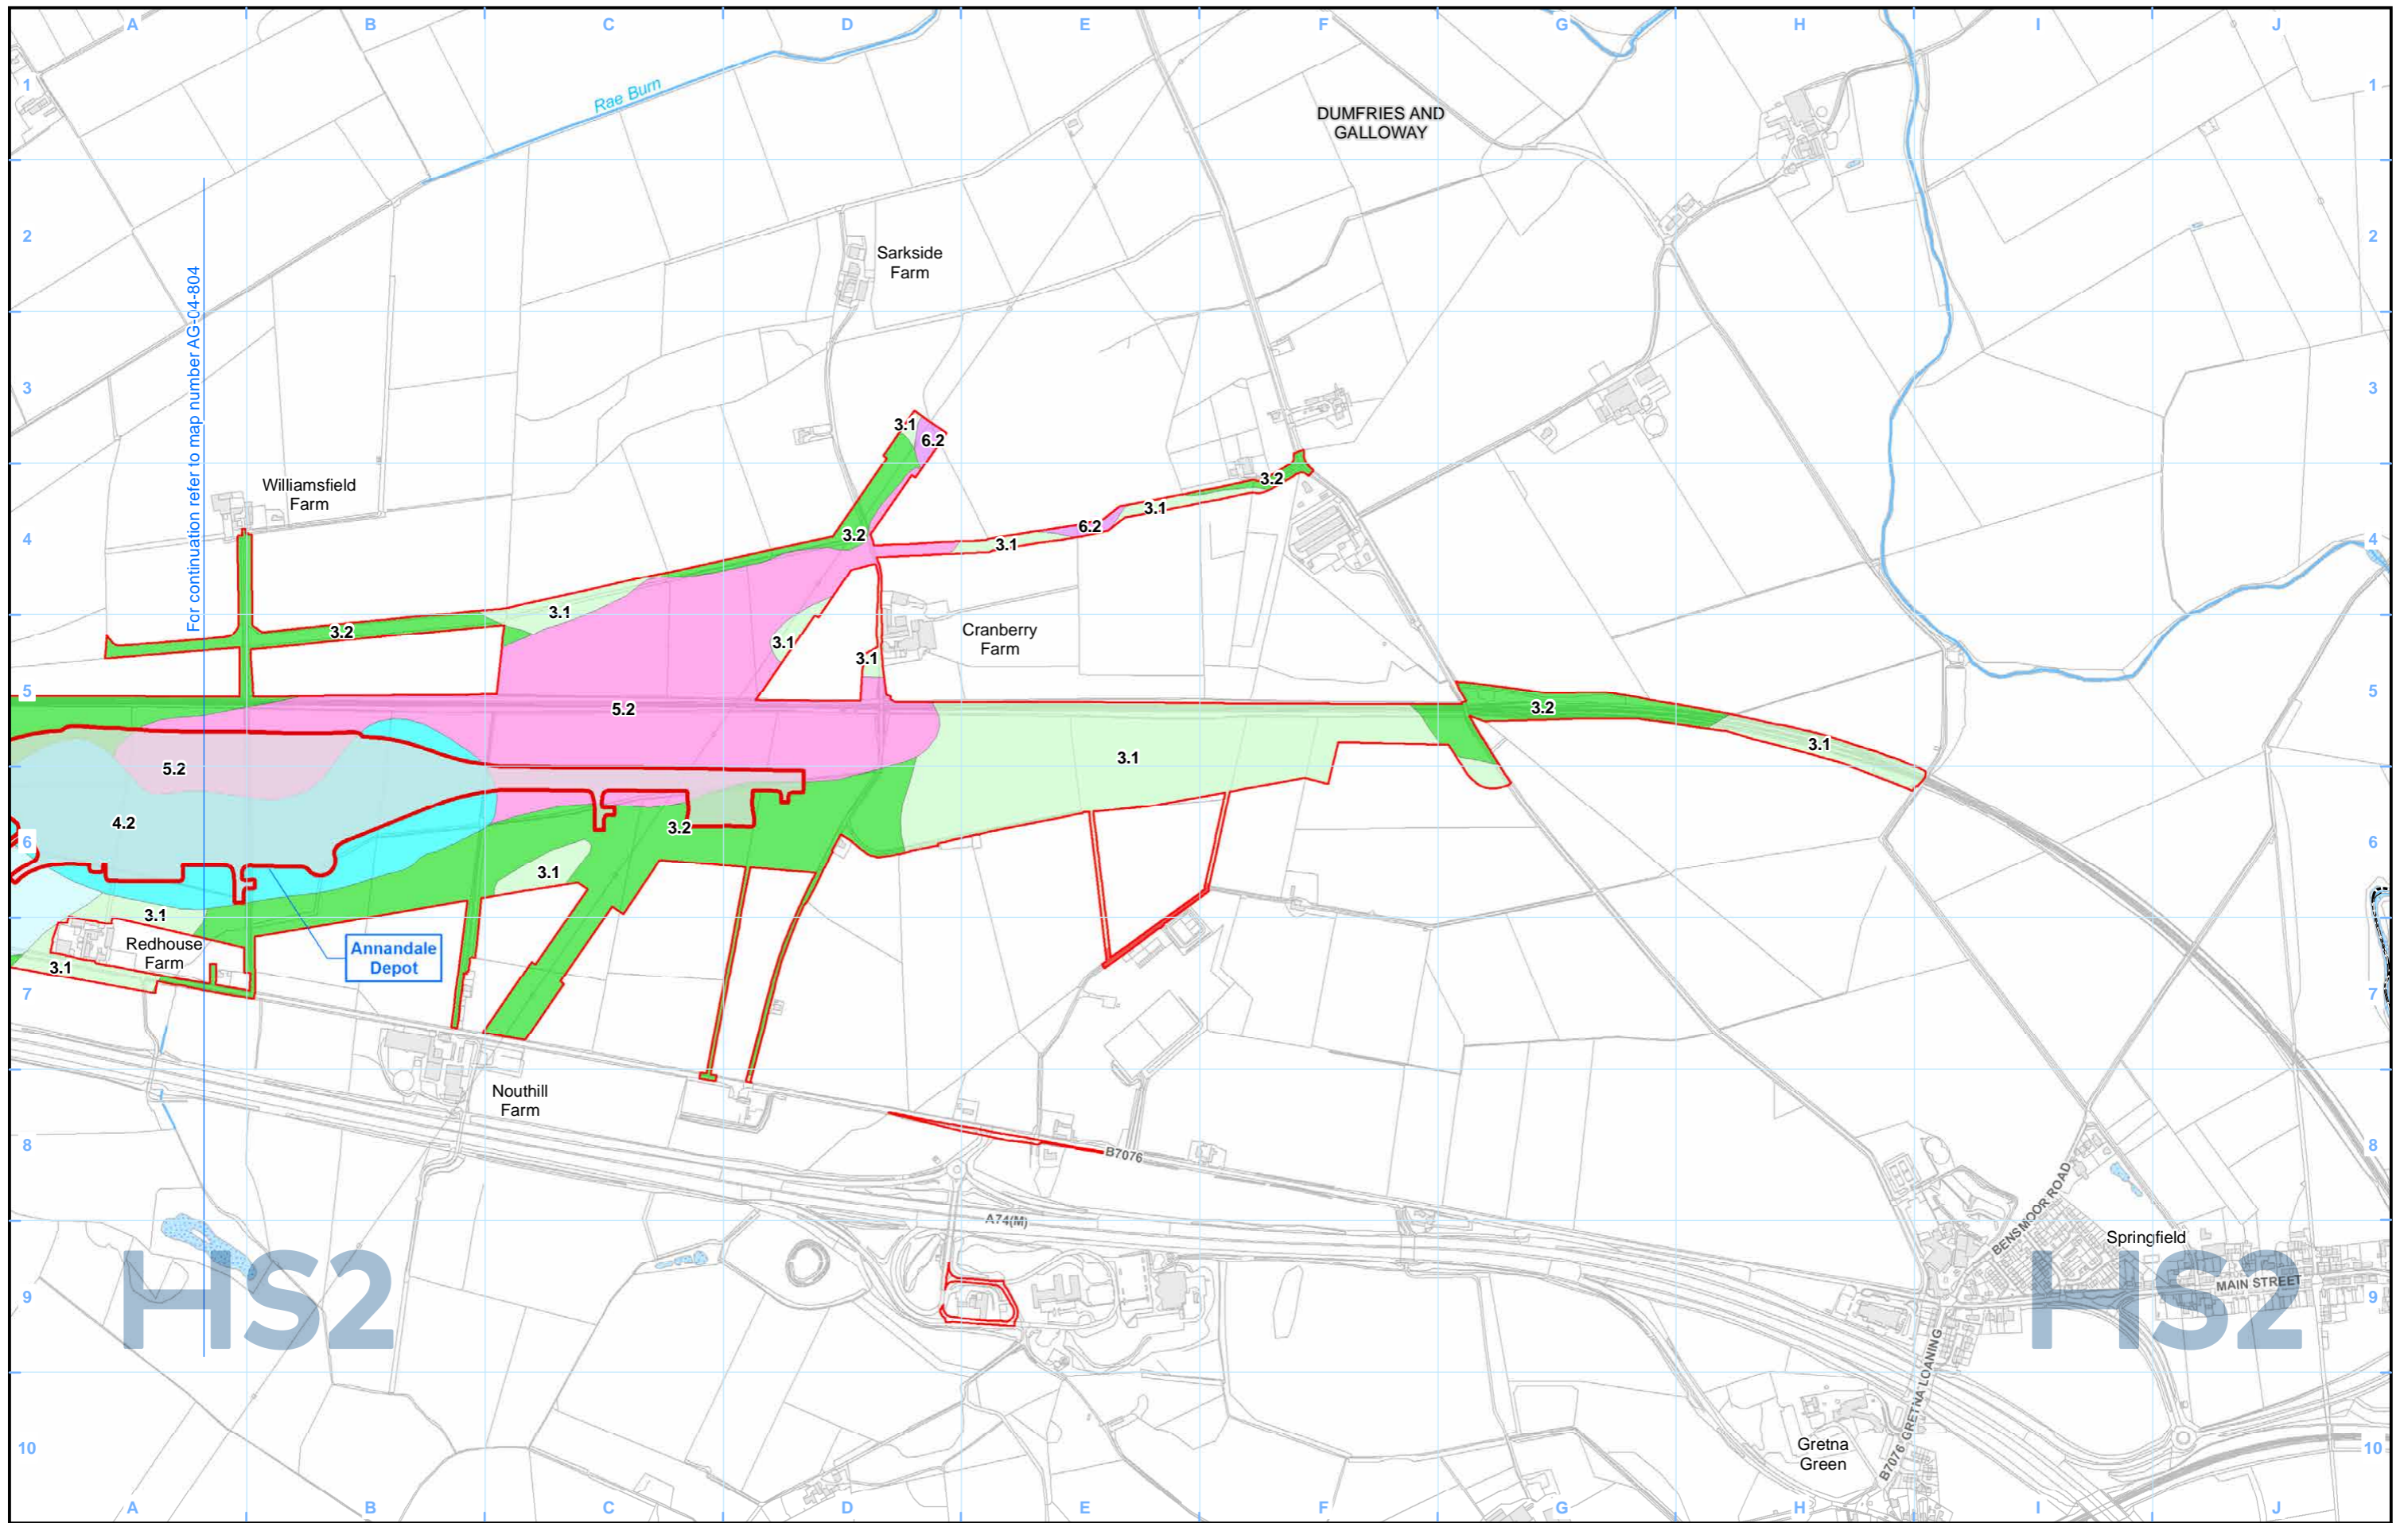 A B C D E F G H I J
1 1
Rae Burn
DUMFRIES AND
GALLOWAY
2 2
Sarkside
Farm
For continuation refer to map number AG-04-804
3 3
3.1
6.2
Williamsfield
Farm
3.2
3.1
6.2
4 4
3.2
3.1
3.1
3.2
3.1
Cranberry
Farm
3.1
5 5
5.2
3.2
3.1
3.1
5.2
4.2
3.2
6 6
3.1
3.1
Redhouse
Farm
Annandale
Depot
3.1
7 7
Nouthill
Farm
8 8
B7076
BENSMOOR ROAD
A74(M)
Springfield
HS2 HS2
MAIN STREET
9 9
B7076 GRETNA LOANING
Gretna
Green
10 10
A B C D E F G H I J